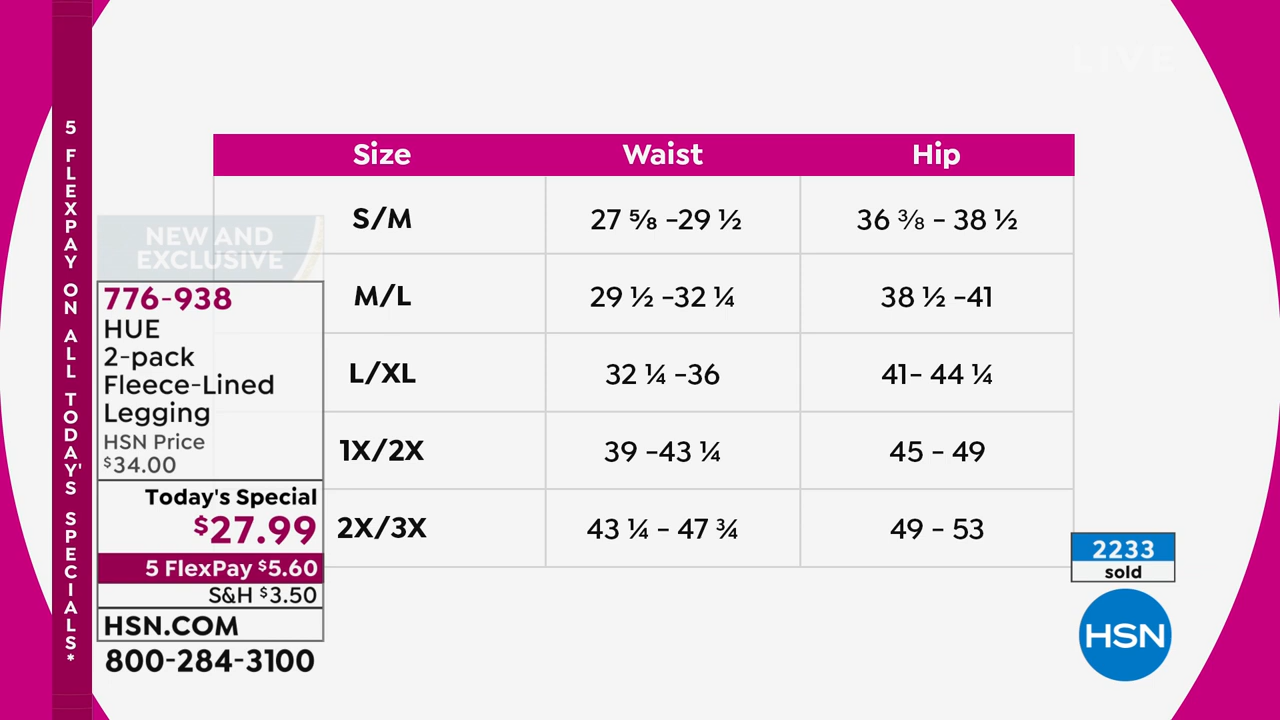 LIVE
5 FLEXPAY ON ALL TODAY'S SPECIALS*
Size Waist Hip
S/M 27 ⅝ –29 ½ 36 ⅜ – 38 ½
M/L 29 ½ –32 ¼ 38 ½ –41
L/XL 32 ¼ –36 41– 44 ¼
1X/2X 39 –43 ¼ 45 – 49
2X/3X 43 ¼ – 47 ¾ 49 – 53
NEW AND
EXCLUSIVE
776-938
HUE
2-pack
Fleece-Lined
Legging
HSN Price
$34.00
Today's Special
$27.99
5 FlexPay $5.60
S&H $3.50
HSN.COM
800-284-3100
2233
sold
HSN